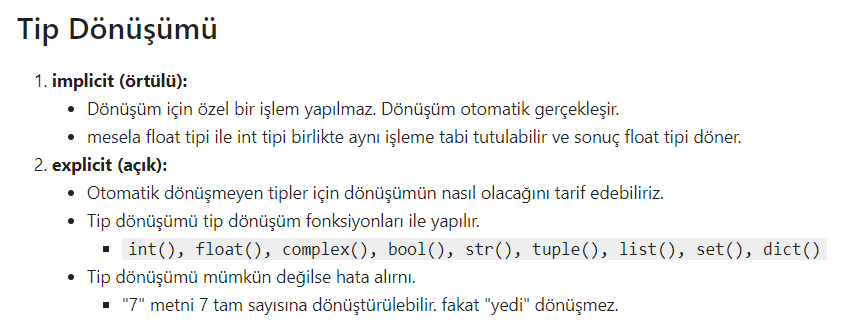 Tip Dönüşümü
1. implicit (örtülü):
• Dönüşüm için özel bir işlem yapılmaz. Dönüşüm otomatik gerçekleşir.
• mesela float tipi ile int tipi birlikte aynı işleme tabi tutulabilir ve sonuç float tipi döner.
2. explicit (açık):
• Otomatik dönüşmeyen tipler için dönüşümün nasıl olacağını tarif edebiliriz.
• Tip dönüşümü tip dönüşüm fonksiyonları ile yapılır.
▪ int(), float(), complex(), bool(), str(), tuple(), list(), set(), dict()
• Tip dönüşümü mümkün değilse hata alırnı.
▪ "7" metni 7 tam sayısına dönüştürülebilir. fakat "yedi" dönüşmez.